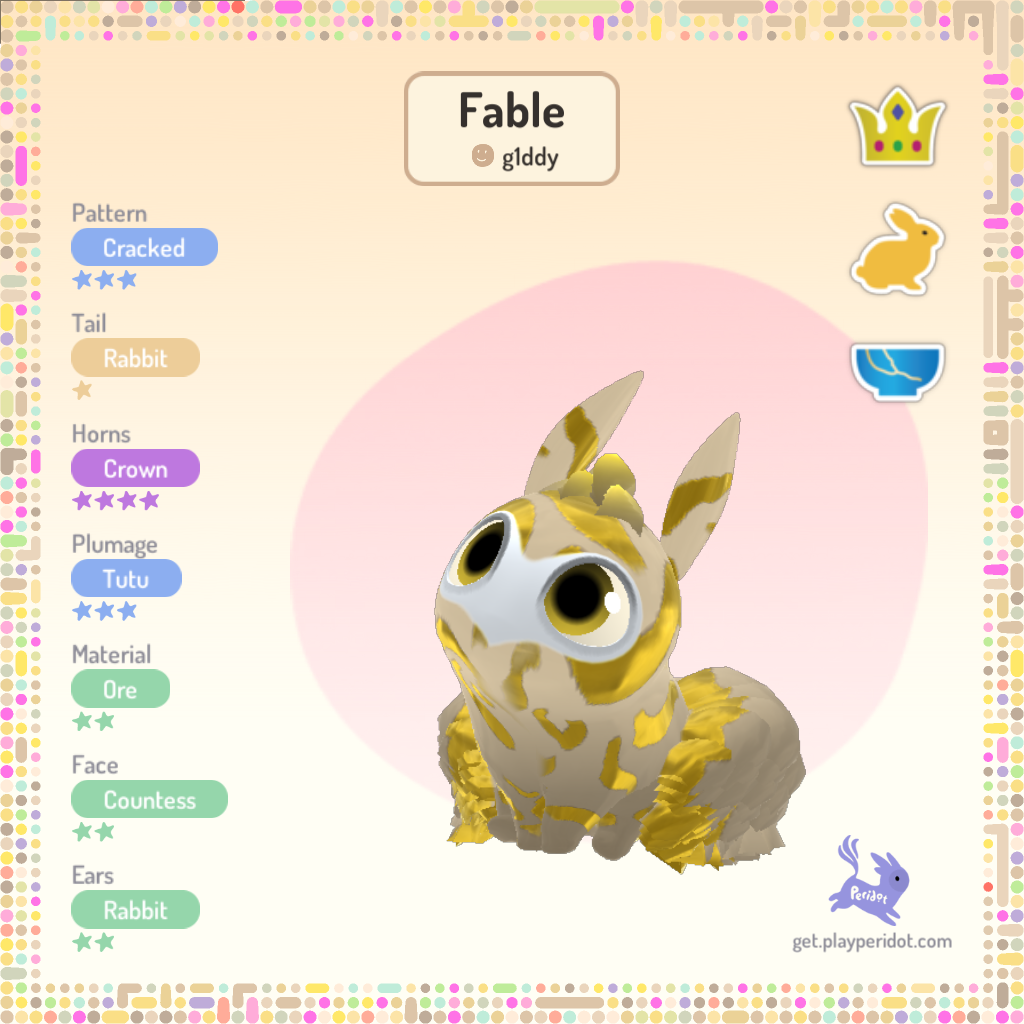 Fable
g1ddy
Pattern
Cracked
Tail
Rabbit
Horns
Crown
Plumage
Tutu
Material
Ore
Face
Countess
Ears
Rabbit
Peridot
get.playperidot.com